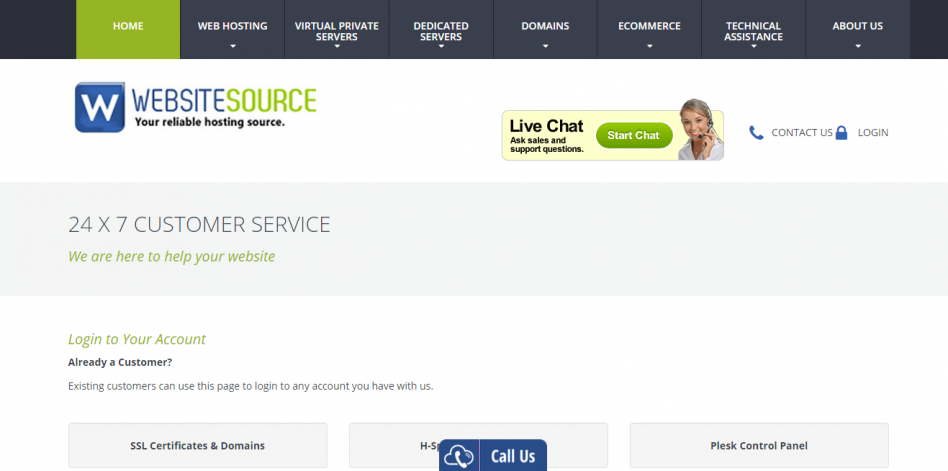 HOME
WEB HOSTING
VIRTUAL PRIVATE
SERVERS
DEDICATED
SERVERS
DOMAINS
ECOMMERCE
TECHNICAL
ASSISTANCE
ABOUT US
W WEBSITESOURCE
Your reliable hosting source.
Live Chat
Ask sales and
support questions.
Start Chat
CONTACT US
LOGIN
24 X 7 CUSTOMER SERVICE
We are here to help your website
Login to Your Account
Already a Customer?
Existing customers can use this page to login to any account you have with us.
SSL Certificates & Domains
Plesk Control Panel
Call Us